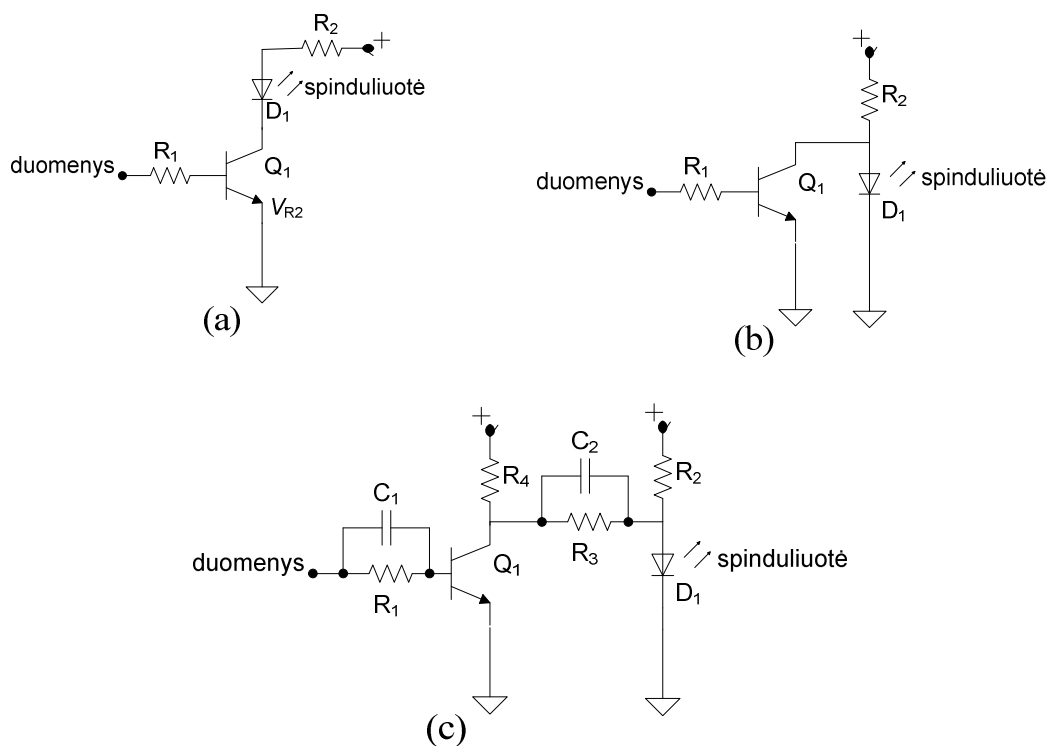 R₂
+
spinduliuotė
D₁
duomenys
R₁
Q₁
V_R2
(a)
+
R₂
duomenys
R₁
Q₁
spinduliuotė
D₁
(b)
+
+
C₂
R₄
R₂
C₁
duomenys
R₃
Q₁
spinduliuotė
R₁
D₁
(c)